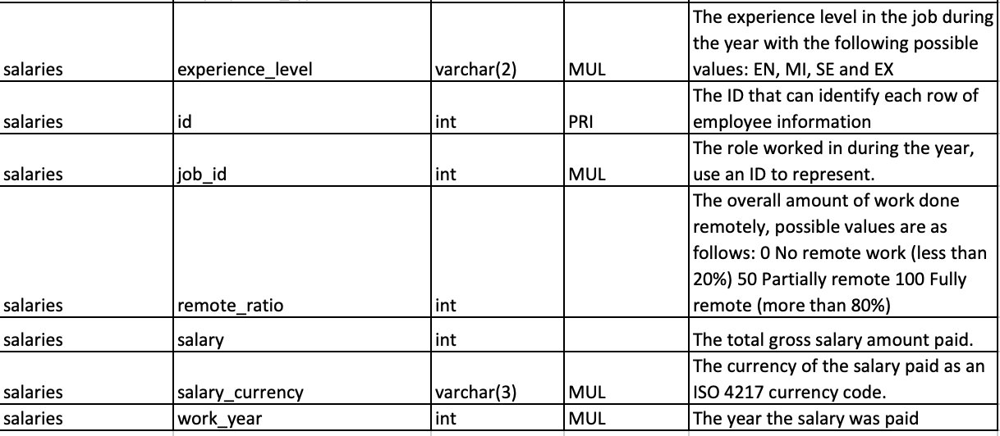 The experience level in the job during
the year with the following possible
salaries experience_level varchar(2) MUL values: EN, MI, SE and EX
The ID that can identify each row of
salaries id int PRI employee information
The role worked in during the year,
salaries job_id int MUL use an ID to represent.
The overall amount of work done
remotely, possible values are as
follows: 0 No remote work (less than
20%) 50 Partially remote 100 Fully
salaries remote_ratio int remote (more than 80%)
salaries salary int The total gross salary amount paid.
The currency of the salary paid as an
salaries salary_currency varchar(3) MUL ISO 4217 currency code.
salaries work_year int MUL The year the salary was paid